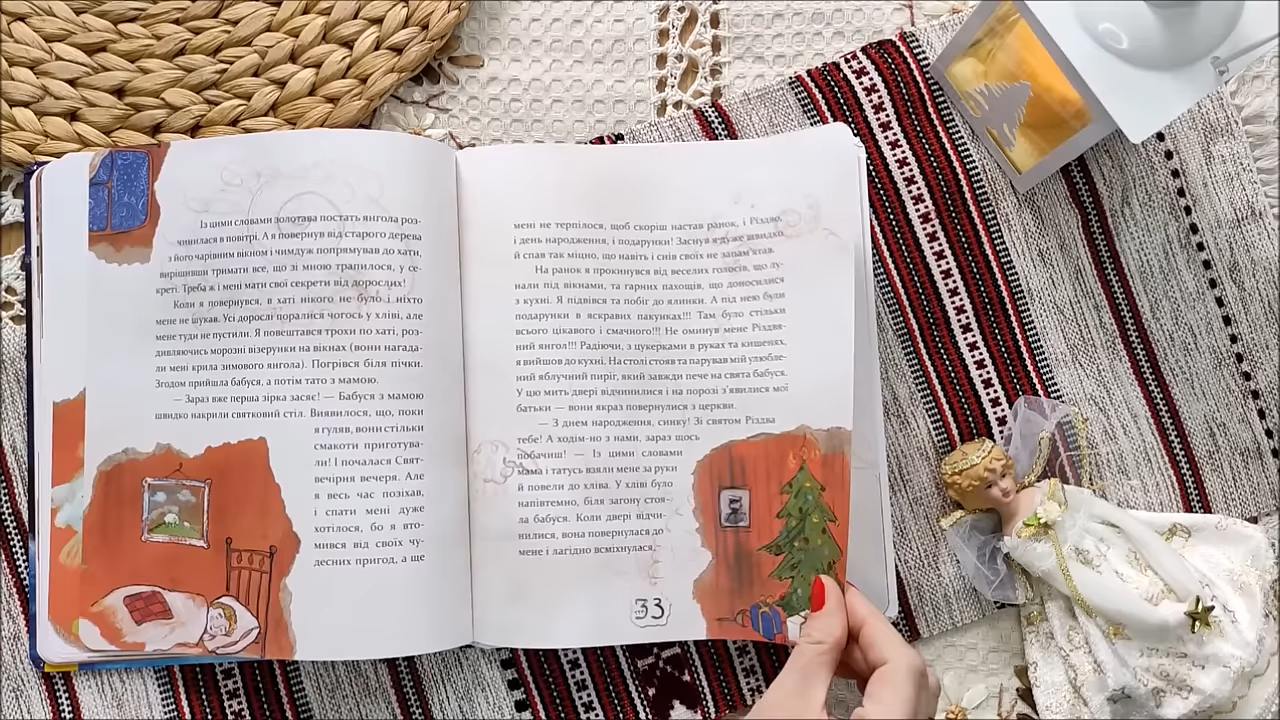 Із цими словами золотава постать янгола роз-
чинилася в повітрі. А я повернув від старого дерева
з його чарівним вікном і чимдуж попрямував до хати,
вирішивши тримати все, що зі мною трапилося, у се-
креті. Треба ж і мені мати свої секрети від дорослих!
Коли я повернувся, в хаті нікого не було і ніхто
мене не шукав. Усі дорослі поралися чогось у хліві, але
мене туди не пустили. Я повештався трохи по хаті, роз-
дивляючись морозні візерунки на вікнах (вони нагада-
ли мені крила зимового янгола). Погрівся біля пічки.
Згодом прийшла бабуся, а потім тато з мамою.
— Зараз вже перша зірка засяє! — Бабуся з мамою
швидко накрили святковий стіл. Виявилося, що, поки
я гуляв, вони стільки
смакоти приготува-
ли! І почалася Свят-
вечірня вечеря. Але
я весь час позіхав,
і спати мені дуже
хотілося, бо я вто-
мився від своїх чу-
десних пригод, а ще
мені не терпілося, щоб скоріш настав ранок, і Різдво,
і день народження, і подарунки! Заснув я дуже швидко
й спав так міцно, що навіть і снів своїх не запам'ятав.
На ранок я прокинувся від веселих голосів, що лу-
нали під вікнами, та гарних пахощів, що доносилися
з кухні. Я підвівся та побіг до ялинки. А під нею були
подарунки в яскравих пакунках!!! Там було стільки
всього цікавого і смачного!!! Не оминув мене Різдвя-
ний янгол!!! Радіючи, з цукерками в руках та кишенях,
я вийшов до кухні. На столі стояв та парував мій улюбле-
ний яблучний пиріг, який завжди пече на свята бабуся.
У цю мить двері відчинилися і на порозі з'явилися мої
батьки — вони якраз повернулися з церкви.
— З днем народження, синку! Зі святом Різдва
тебе! А ходім-но з нами, зараз щось
побачиш! — Із цими словами
мама і татусь взяли мене за руки
й повели до хліва. У хліві було
напівтемно, біля загону стоя-
ла бабуся. Коли двері відчи-
нилися, вона повернулася до
мене і лагідно всміхнулася.
33